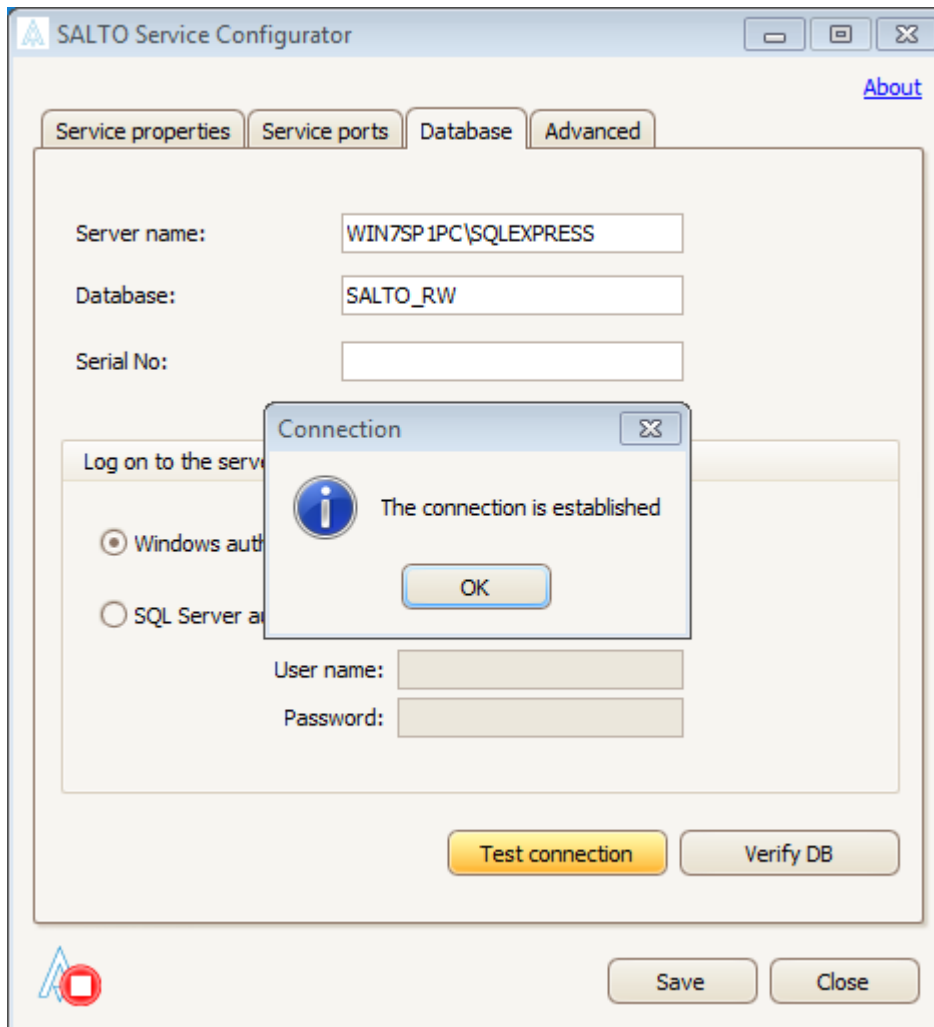 SALTO Service Configurator
About
Service properties Service ports Database Advanced
Server name: WIN7SP1PC\SQLEXPRESS
Database: SALTO_RW
Serial No:
Connection
Log on to the serve
The connection is established
Windows auth
OK
SQL Server au
User name:
Password:
Test connection Verify DB
Save Close